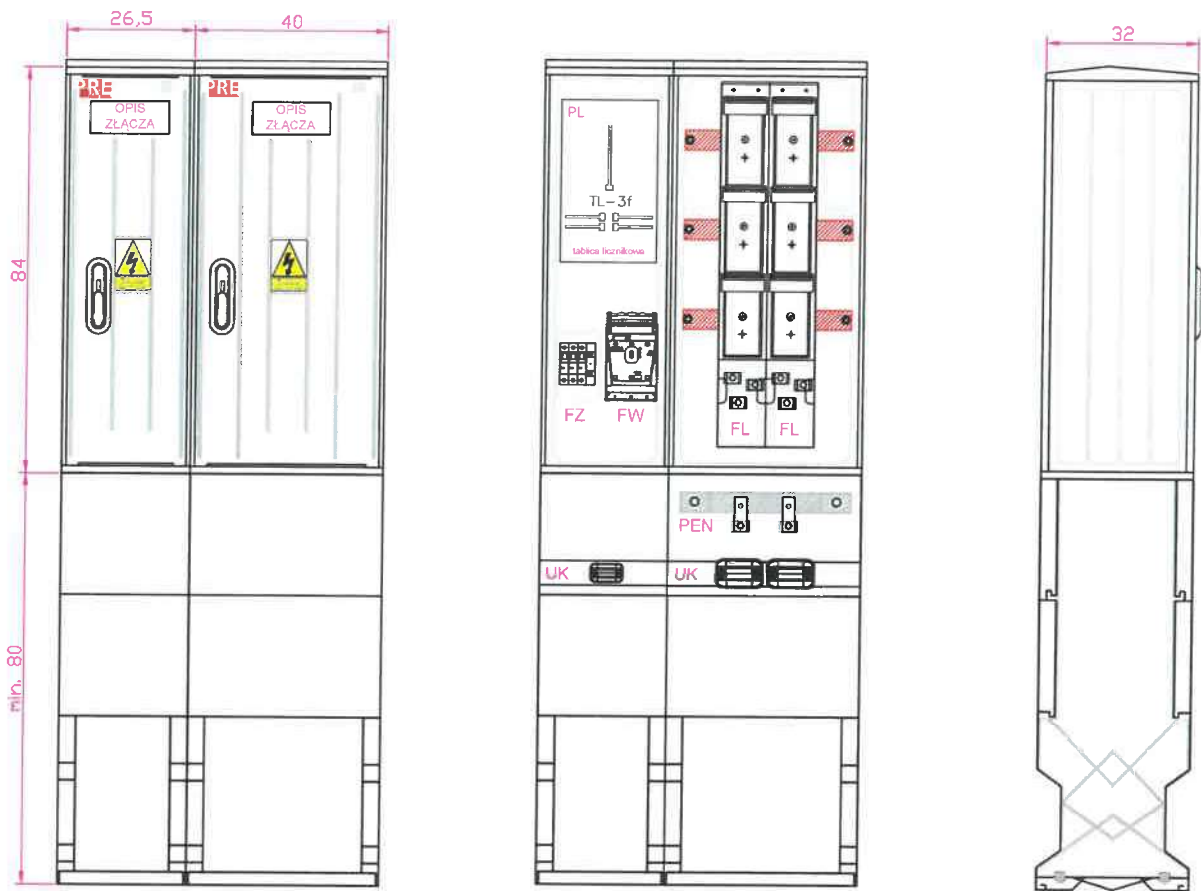 26,5
40
32
PRE
PRE
OPIS
ZŁĄCZA
OPIS
ZŁĄCZA
84
min. 80
PL
TL-3f
tablica licznikowa
FZ
FW
FL
FL
PEN
UK
UK